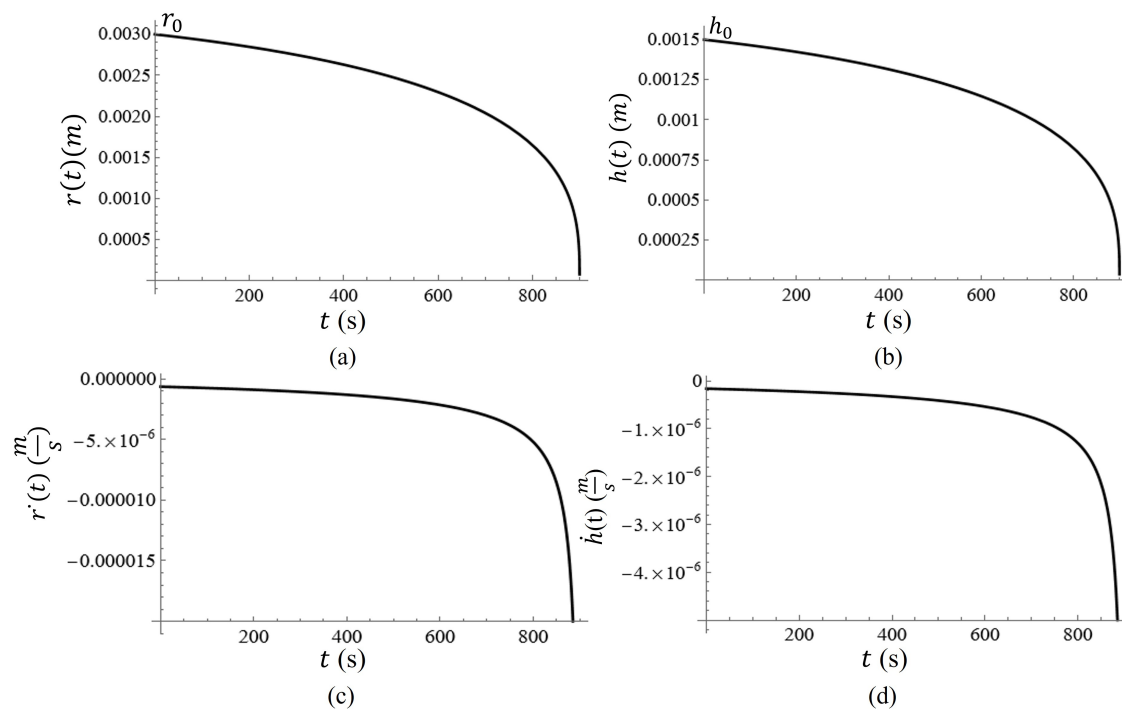 r₀
0.0030
0.0025
0.0020
0.0015
0.0010
0.0005
r(t)(m)
200 400 600 800
t (s)
(a)
h₀
0.0015
0.00125
0.001
0.00075
0.0005
0.00025
h(t) (m)
200 400 600 800
t (s)
(b)
0.000000
−5.×10⁻⁶
−0.000010
−0.000015
r˙(t) (m/s)
200 400 600 800
t (s)
(c)
0
−1.×10⁻⁶
−2.×10⁻⁶
−3.×10⁻⁶
−4.×10⁻⁶
ḣ(t) (m/s)
200 400 600 800
t (s)
(d)